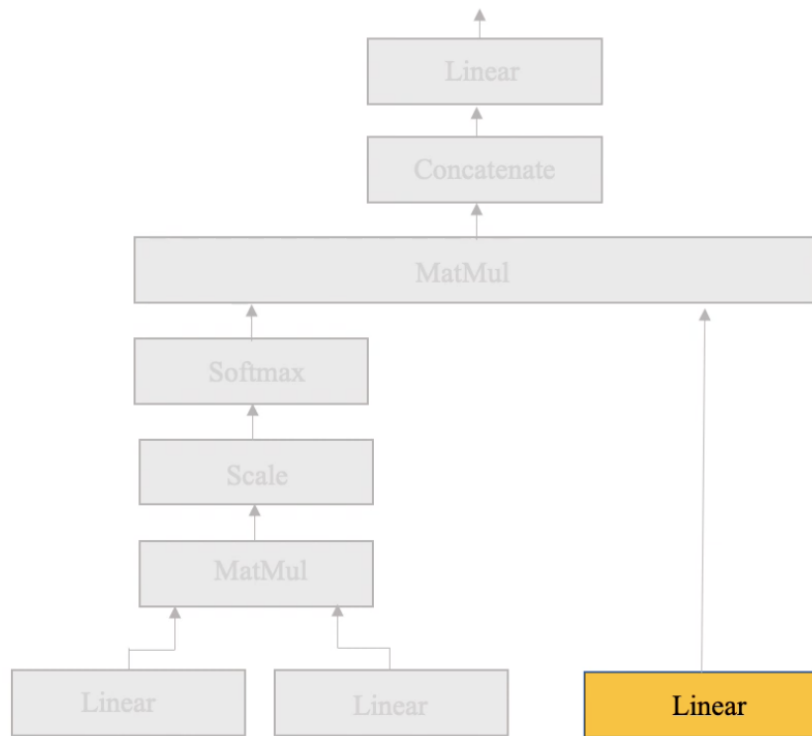 Linear
Concatenate
MatMul
Softmax
Scale
MatMul
Linear
Linear
Linear